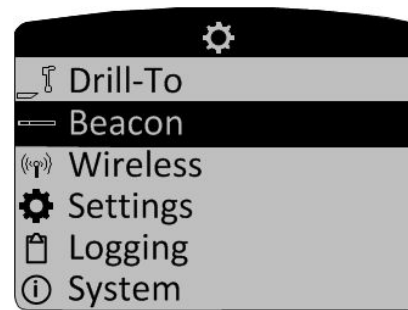 Drill-To
Beacon
Wireless
Settings
Logging
System